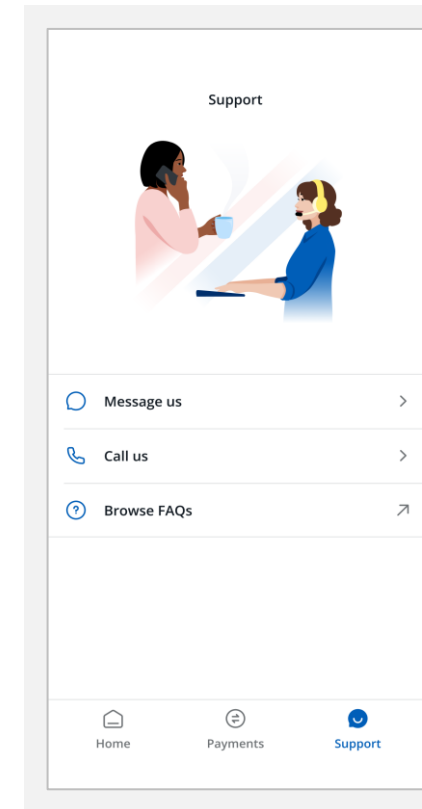 Support
Message us
Call us
Browse FAQs
Home
Payments
Support